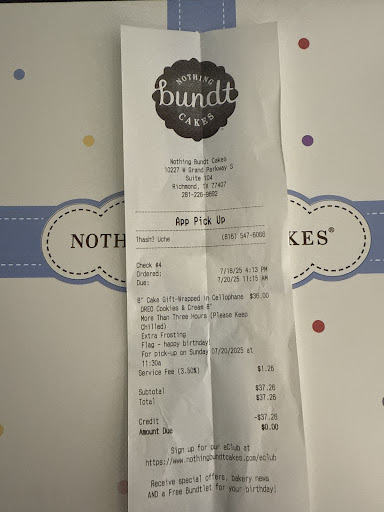 NOTHING
bundt
CAKES
Nothing Bundt Cakes
10227 W Grand Parkway S
Suite 104
Richmond, TX 77407
281-226-8692
App Pick Up
Thash? Uche (816) 547-6066
Check #4
Ordered: 7/18/25 4:13 PM
Due: 7/20/25 11:15 AM
8" Cake Gift-Wrapped in Cellophane $36.00
OREO Cookies & Cream 8"
More Than Three Hours (Please Keep
Chilled)
Extra Frosting
Flag - happy birthday!
For pick-up on Sunday 07/20/2025 at
11:30a
Service Fee (3.50%) $1.26
Subtotal $37.26
Total $37.26
Credit -$37.26
Amount Due $0.00
Sign up for our eClub at
https://www.nothingbundtcakes.com/eclub
Receive special offers, bakery news
AND a Free Bundtlet for your birthday!
NOTH
KES®